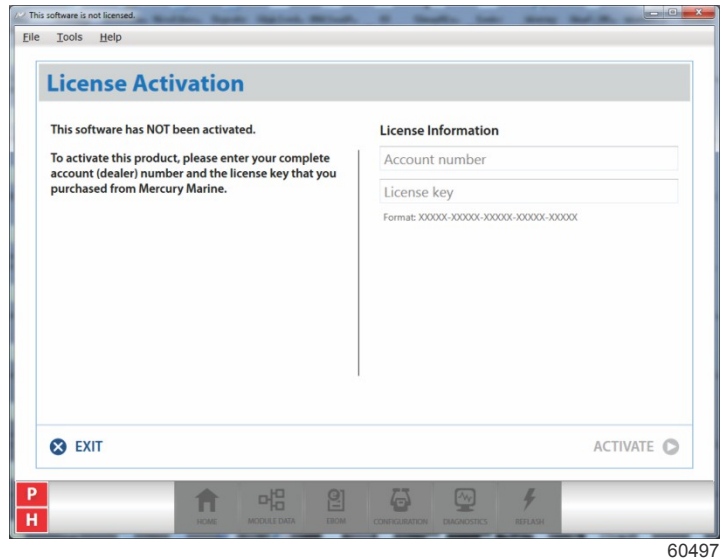 This software is not licensed.
File Tools Help
License Activation
This software has NOT been activated.
To activate this product, please enter your complete
account (dealer) number and the license key that you
purchased from Mercury Marine.
License Information
Account number
License key
Format: XXXXX-XXXXX-XXXXX-XXXXX-XXXXX
EXIT
ACTIVATE
P
H
HOME MODULE DATA EBOM CONFIGURATION DIAGNOSTICS REFLASH
60497